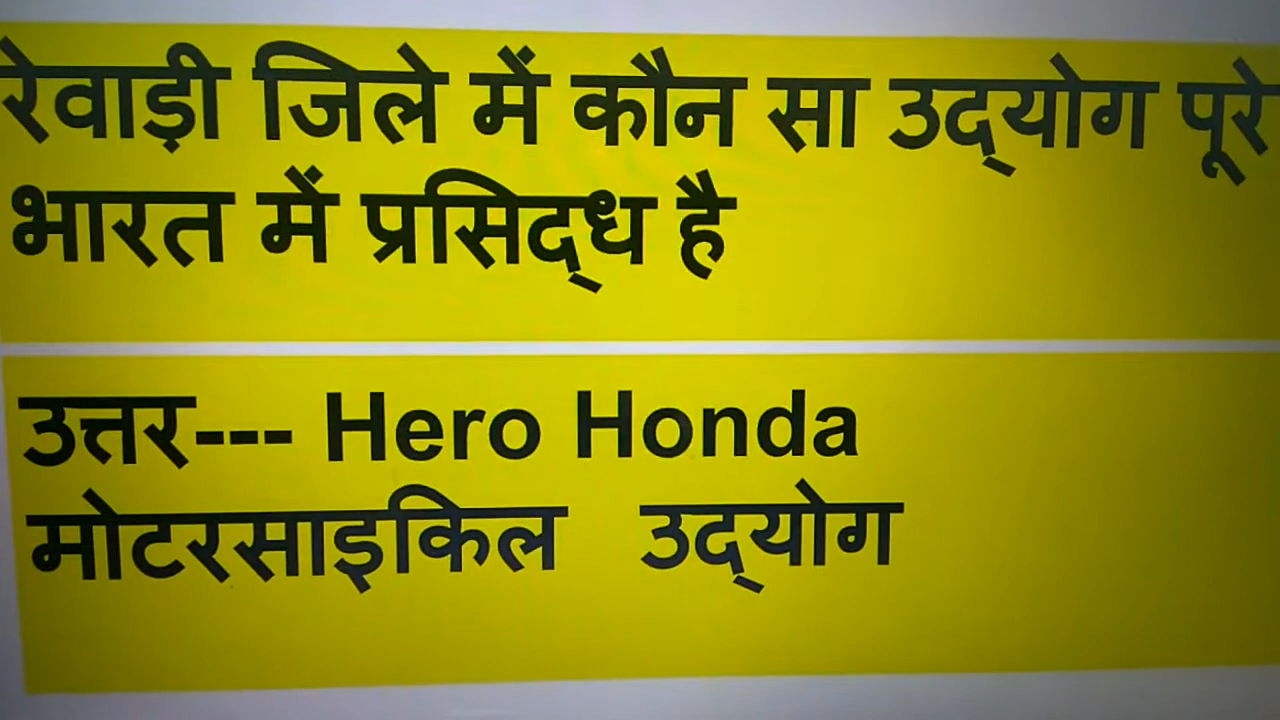 रेवाड़ी जिले में कौन सा उद्योग पूरे
भारत में प्रसिद्ध है
उत्तर--- Hero Honda
मोटरसाइकिल उद्योग